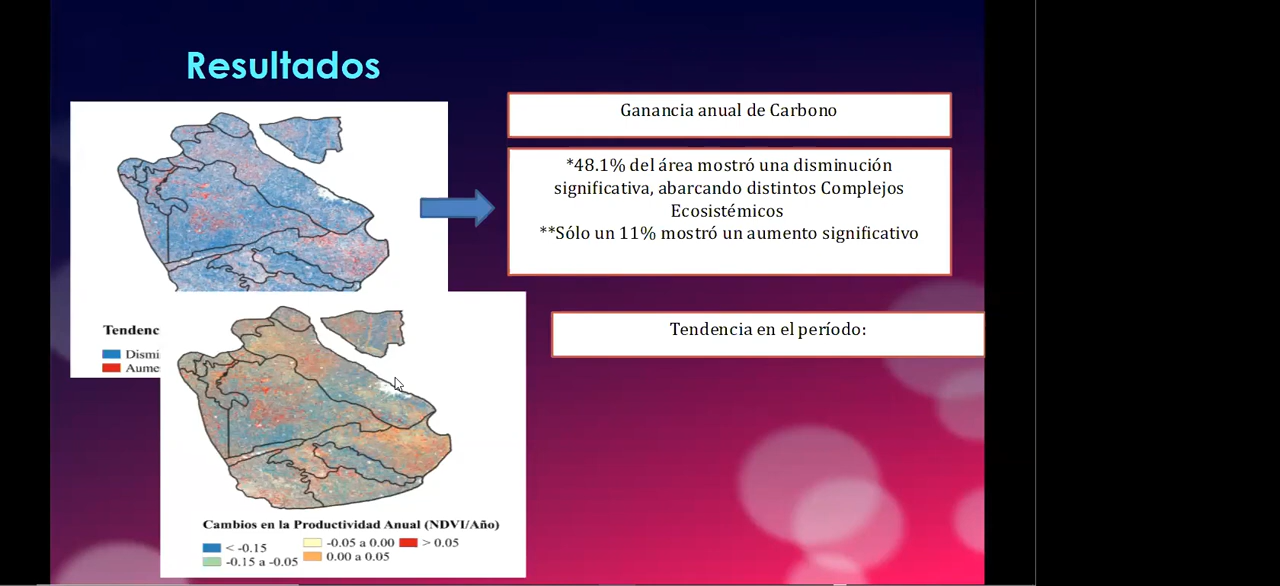 Resultados
Ganancia anual de Carbono
*48.1% del área mostró una disminución
significativa, abarcando distintos Complejos
Ecosistémicos
**Sólo un 11% mostró un aumento significativo
Tendencia en el período:
Tendenc
Dismi
Aume
Cambios en la Productividad Anual (NDVI/Año)
< -0.15
-0.05 a 0.00
> 0.05
-0.15 a -0.05
0.00 a 0.05